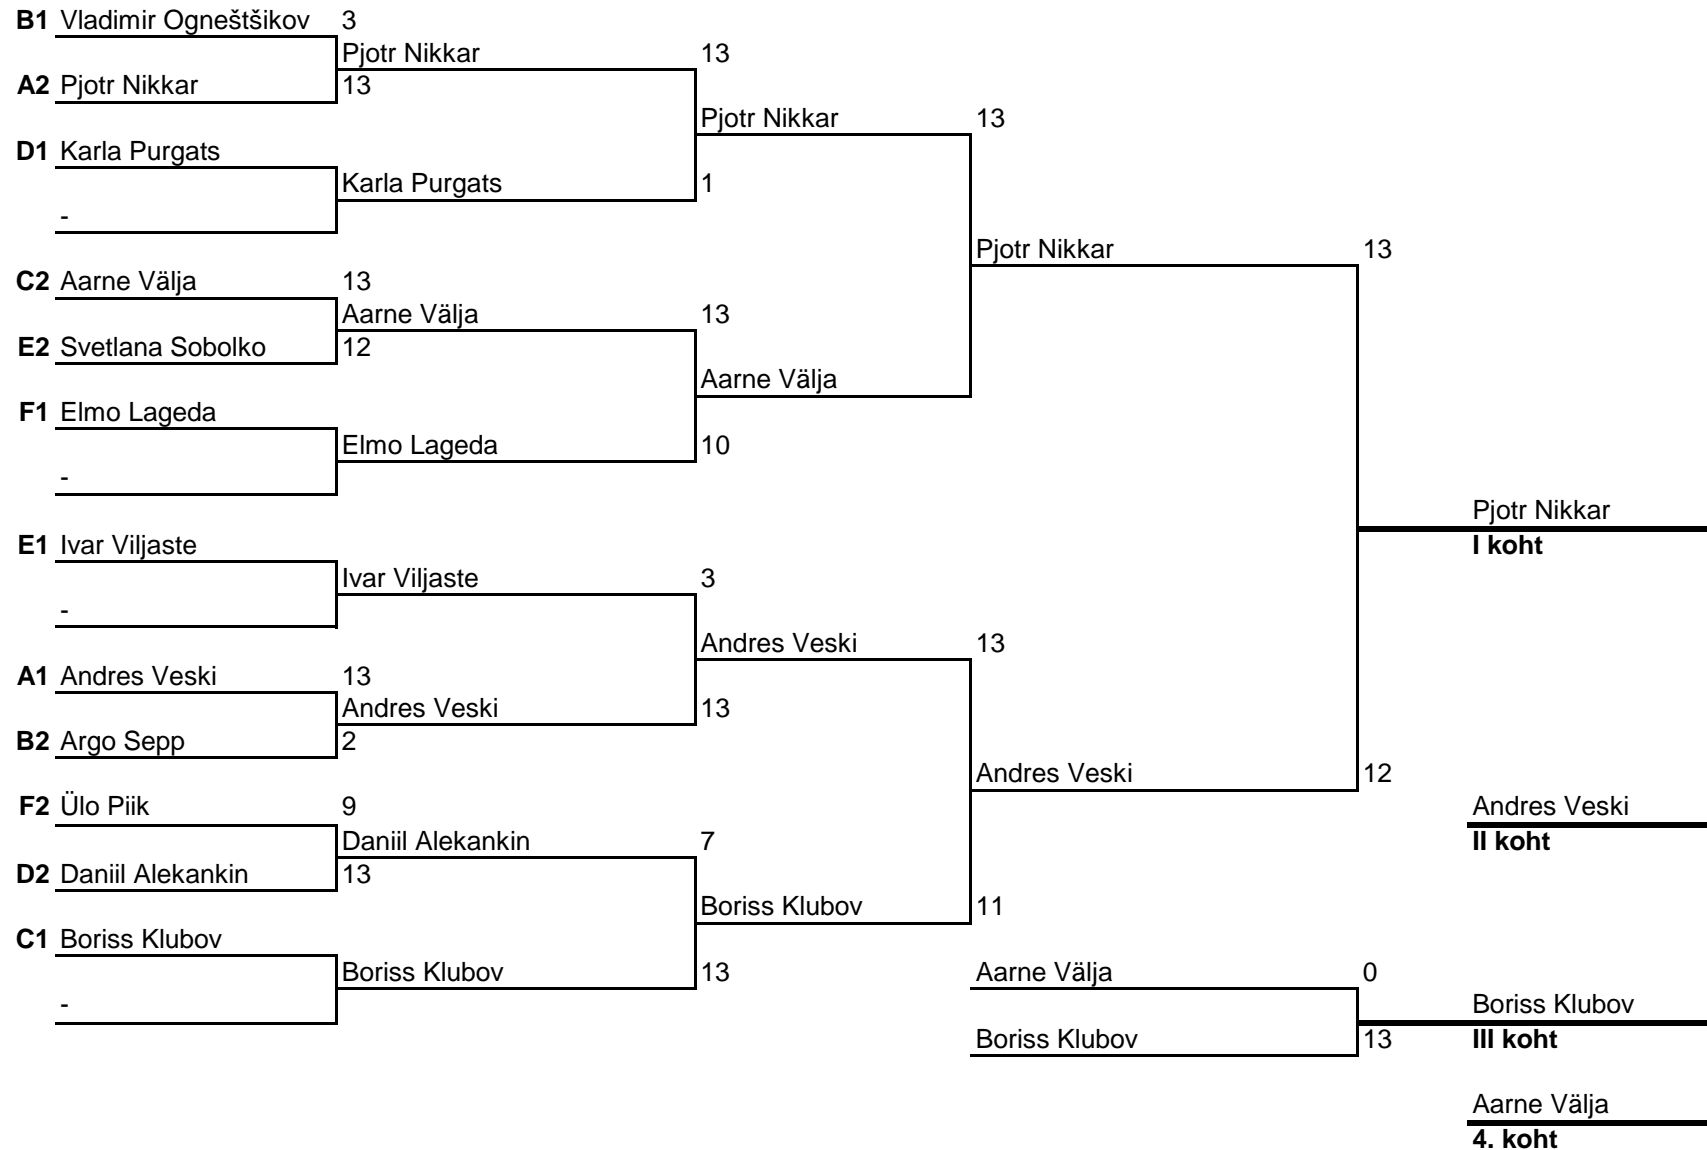 B1 Vladimir Ogneštšikov 3
Pjotr Nikkar 13
A2 Pjotr Nikkar 13
Pjotr Nikkar 13
D1 Karla Purgats
Karla Purgats 1
-
Pjotr Nikkar 13
C2 Aarne Välja 13
Aarne Välja 13
E2 Svetlana Sobolko 12
Aarne Välja
F1 Elmo Lageda
Elmo Lageda 10
-
Pjotr Nikkar
I koht
E1 Ivar Viljaste
Ivar Viljaste 3
-
Andres Veski 13
A1 Andres Veski 13
Andres Veski 13
B2 Argo Sepp 2
Andres Veski 12
F2 Ülo Piik 9
Andres Veski
II koht
Daniil Alekankin 7
D2 Daniil Alekankin 13
Boriss Klubov 11
C1 Boriss Klubov
Boriss Klubov 13
Aarne Välja 0
-
Boriss Klubov
III koht
Boriss Klubov 13
Aarne Välja
4. koht